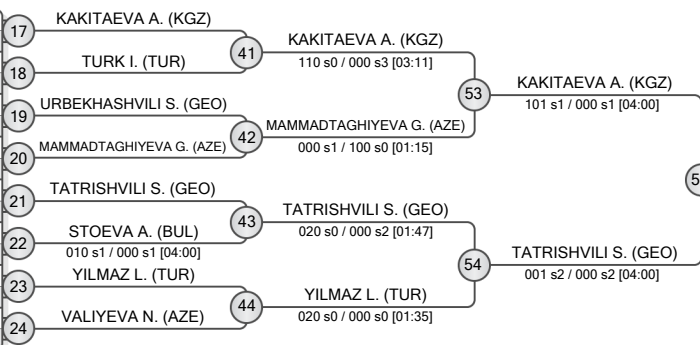 17
KAKITAEVA A. (KGZ)
18
TURK I. (TUR)
41
KAKITAEVA A. (KGZ)
110 s0 / 000 s3 [03:11]
19
URBEKHASHVILI S. (GEO)
20
MAMMADTAGHIYEVA G. (AZE)
42
MAMMADTAGHIYEVA G. (AZE)
000 s1 / 100 s0 [01:15]
53
KAKITAEVA A. (KGZ)
101 s1 / 000 s1 [04:00]
21
TATRISHVILI S. (GEO)
22
STOEVA A. (BUL)
010 s1 / 000 s1 [04:00]
43
TATRISHVILI S. (GEO)
020 s0 / 000 s2 [01:47]
23
YILMAZ L. (TUR)
24
VALIYEVA N. (AZE)
44
YILMAZ L. (TUR)
020 s0 / 000 s0 [01:35]
54
TATRISHVILI S. (GEO)
001 s2 / 000 s2 [04:00]